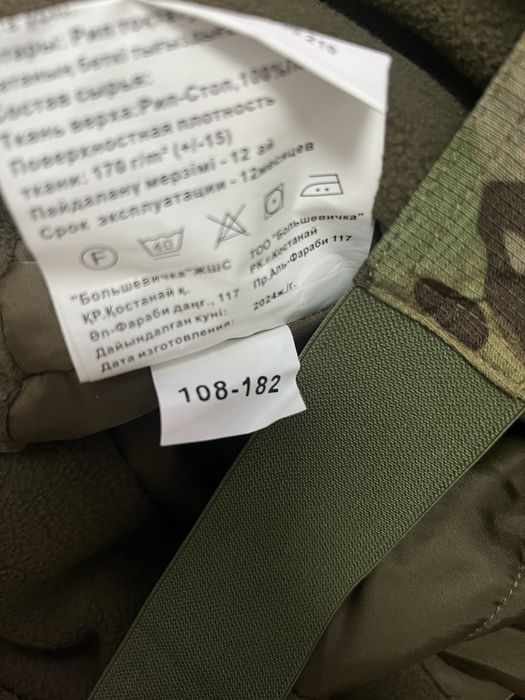 Состав сырья:
Ткань верха: Рип-Стоп, 100%
Поверхностная плотность
ткани: 170 г/m² (+/-15)
Пайдалану мерзімі - 12 ай
Срок эксплуатации - 12месяцев
F 40
"Большевичка"ЖШС
ҚР.Қостанай қ.
Әл-Фараби даңғ., 117
Дайындалған күні:
Дата изготовления:
ТОО "Большевичка"
РК.г.Костанай
Пр.Аль-Фараби 117
2024ж./г.
108-182